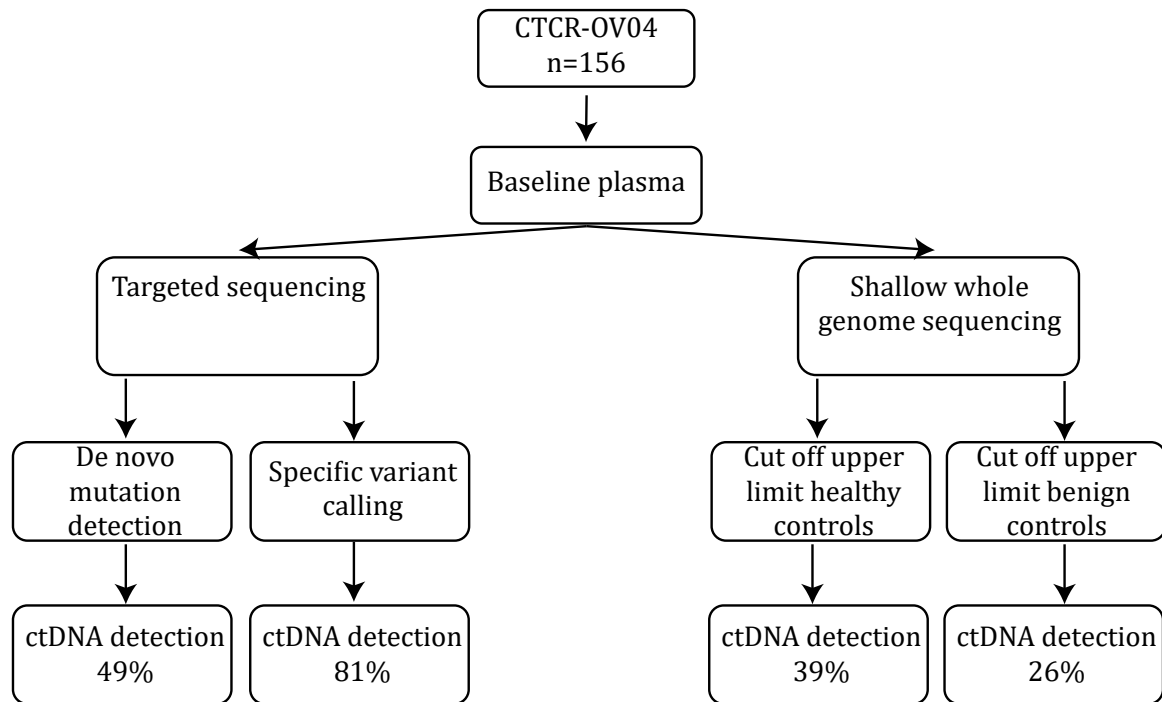 CTCR-OV04
n=156
Baseline plasma
Targeted sequencing
Shallow whole
genome sequencing
De novo
mutation
detection
Specific variant
calling
Cut off upper
limit healthy
controls
Cut off upper
limit benign
controls
ctDNA detection
49%
ctDNA detection
81%
ctDNA detection
39%
ctDNA detection
26%